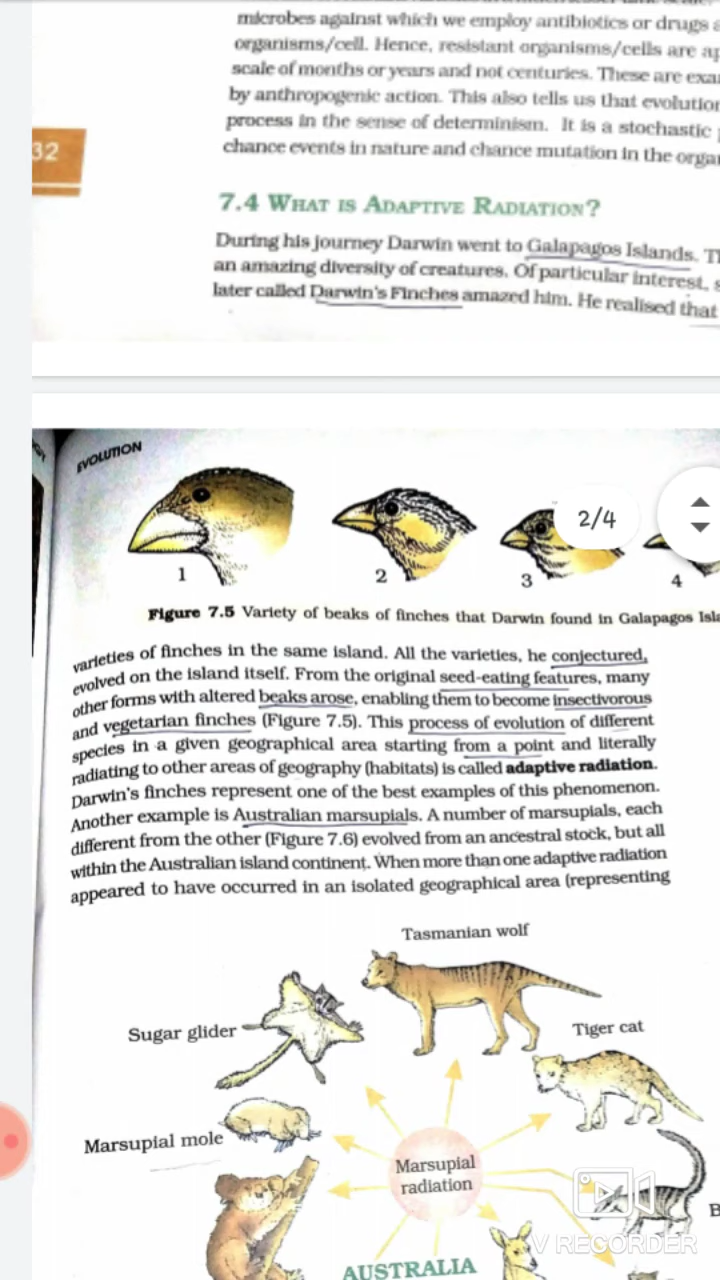 microbes against which we employ antibiotics or drugs
organisms/cell. Hence, resistant organisms/cells are
scale of months or years and not centuries. These are
by anthropogenic action. This also tells us that evolution
process in the sense of determinism. It is a stochastic
chance events in nature and chance mutation in the
32
7.4 WHAT IS ADAPTIVE RADIATION?
During his journey Darwin went to Galapagos Islands.
an amazing diversity of creatures. Of particular interest,
later called Darwin's Finches amazed him. He realised that
EVOLUTION
2/4
1
2
3
4
Figure 7.5 Variety of beaks of finches that Darwin found in Galapagos
varieties of finches in the same island. All the varieties, he conjectured,
evolved on the island itself. From the original seed-eating features, many
other forms with altered beaks arose, enabling them to become insectivorous
and vegetarian finches (Figure 7.5). This process of evolution of different
species in a given geographical area starting from a point and literally
radiating to other areas of geography (habitats) is called adaptive radiation.
Darwin's finches represent one of the best examples of this phenomenon.
Another example is Australian marsupials. A number of marsupials, each
different from the other (Figure 7.6) evolved from an ancestral stock, but all
within the Australian island continent. When more than one adaptive radiation
appeared to have occurred in an isolated geographical area (representing
Tasmanian wolf
Sugar glider
Tiger cat
Marsupial mole
Marsupial
radiation
B
V RECORDER
AUSTRALIA